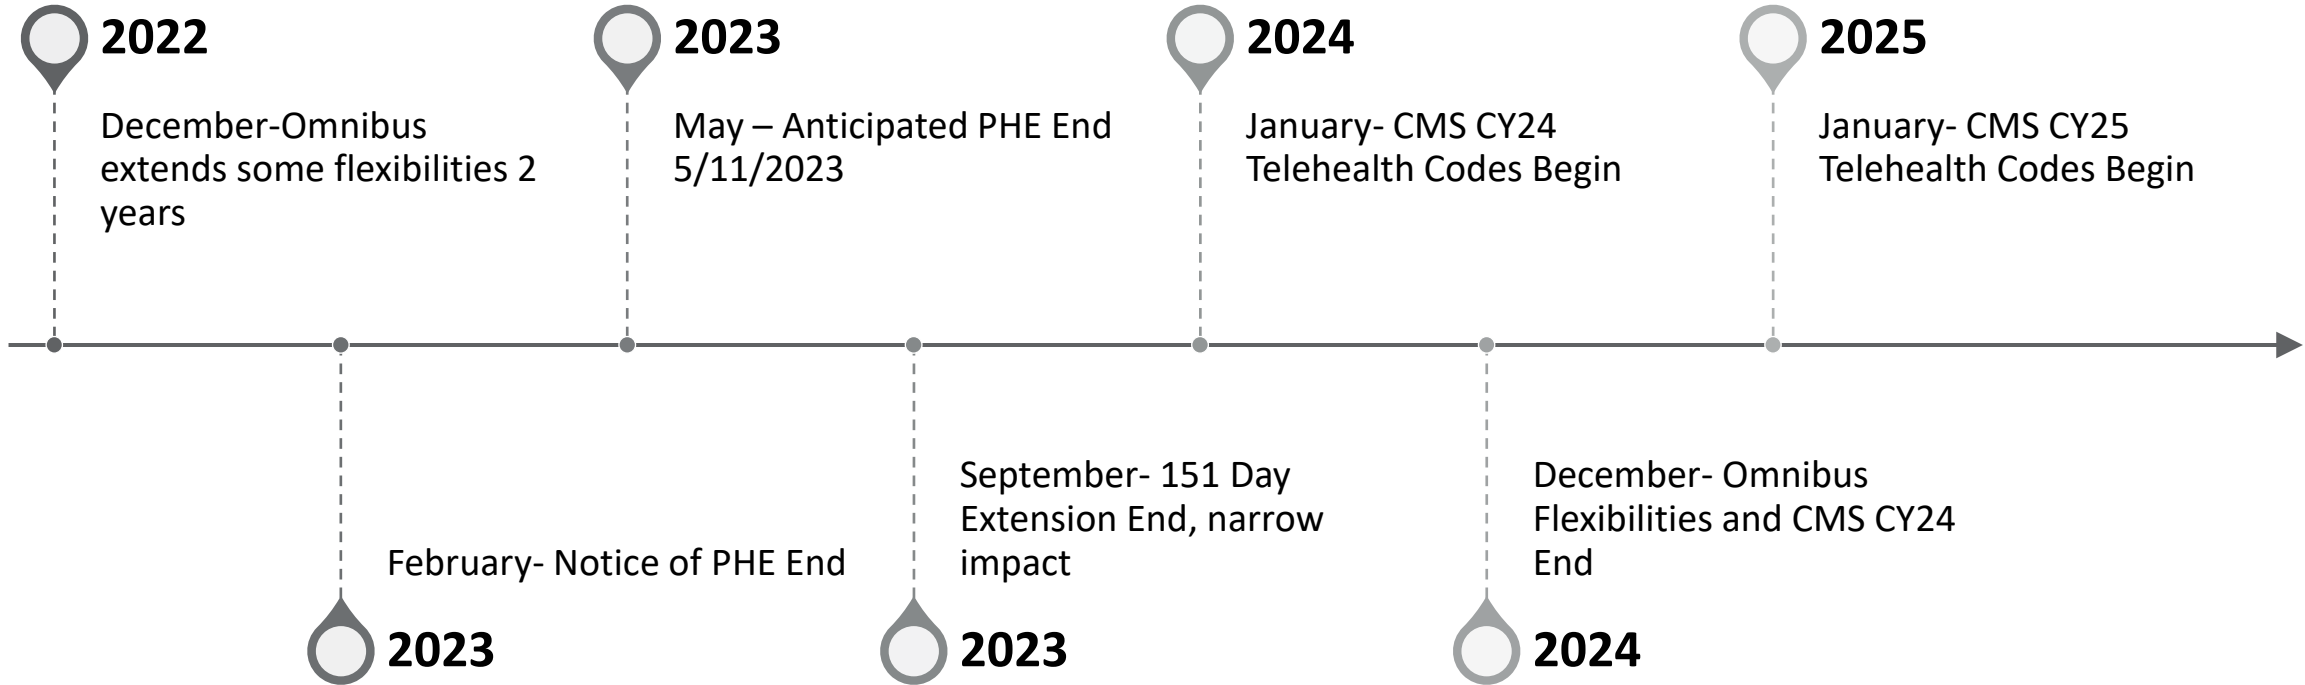 2022
December-Omnibus
extends some flexibilities 2
years
February- Notice of PHE End
2023
2023
May – Anticipated PHE End
5/11/2023
September- 151 Day
Extension End, narrow
impact
2023
2024
January- CMS CY24
Telehealth Codes Begin
December- Omnibus
Flexibilities and CMS CY24
End
2024
2025
January- CMS CY25
Telehealth Codes Begin